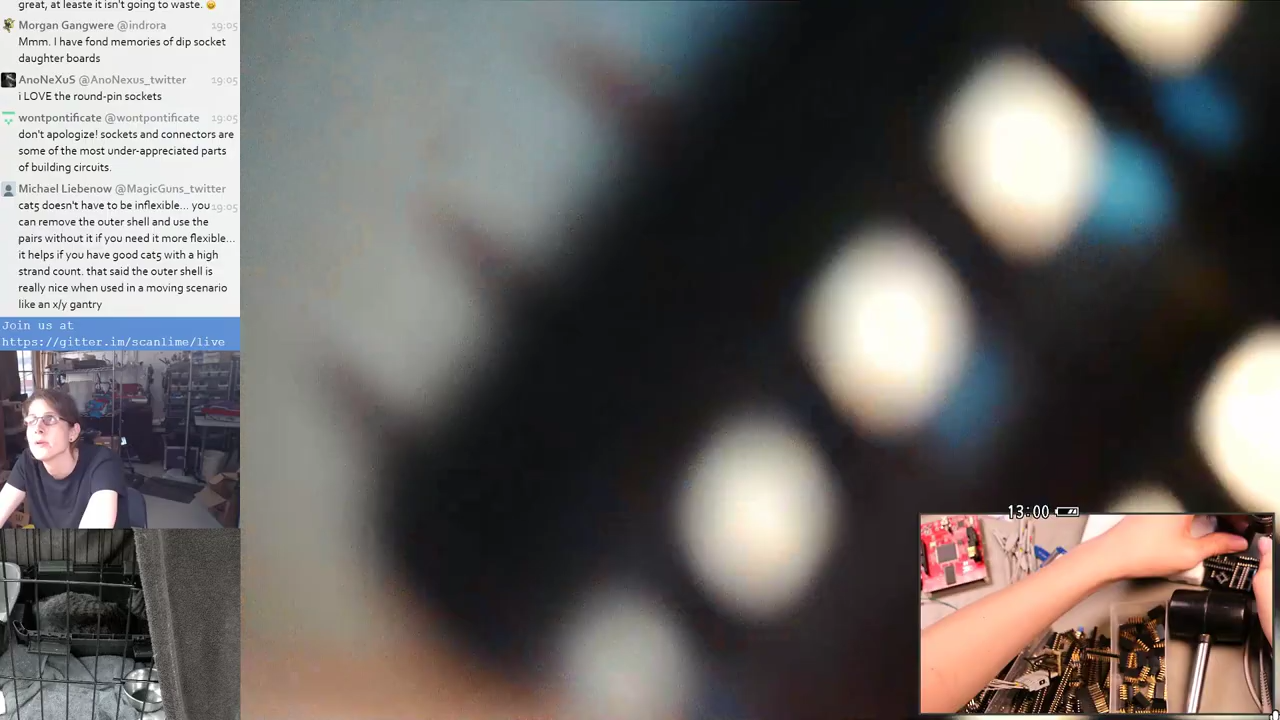 great, at leaste it isn't going to waste.
Morgan Gangwere @indrora 19:05
Mmm. I have fond memories of dip socket
daughter boards
AnoNeXuS @AnoNexus_twitter 19:05
i LOVE the round-pin sockets
wontpontificate @wontpontificate 19:05
don't apologize! sockets and connectors are
some of the most under-appreciated parts
of building circuits.
Michael Liebenow @MagicGuns_twitter
cat5 doesn't have to be inflexible... you 19:05
can remove the outer shell and use the
pairs without it if you need it more flexible...
it helps if you have good cat5 with a high
strand count. that said the outer shell is
really nice when used in a moving scenario
like an x/y gantry
Join us at
https://gitter.im/scanlime/live
13:00